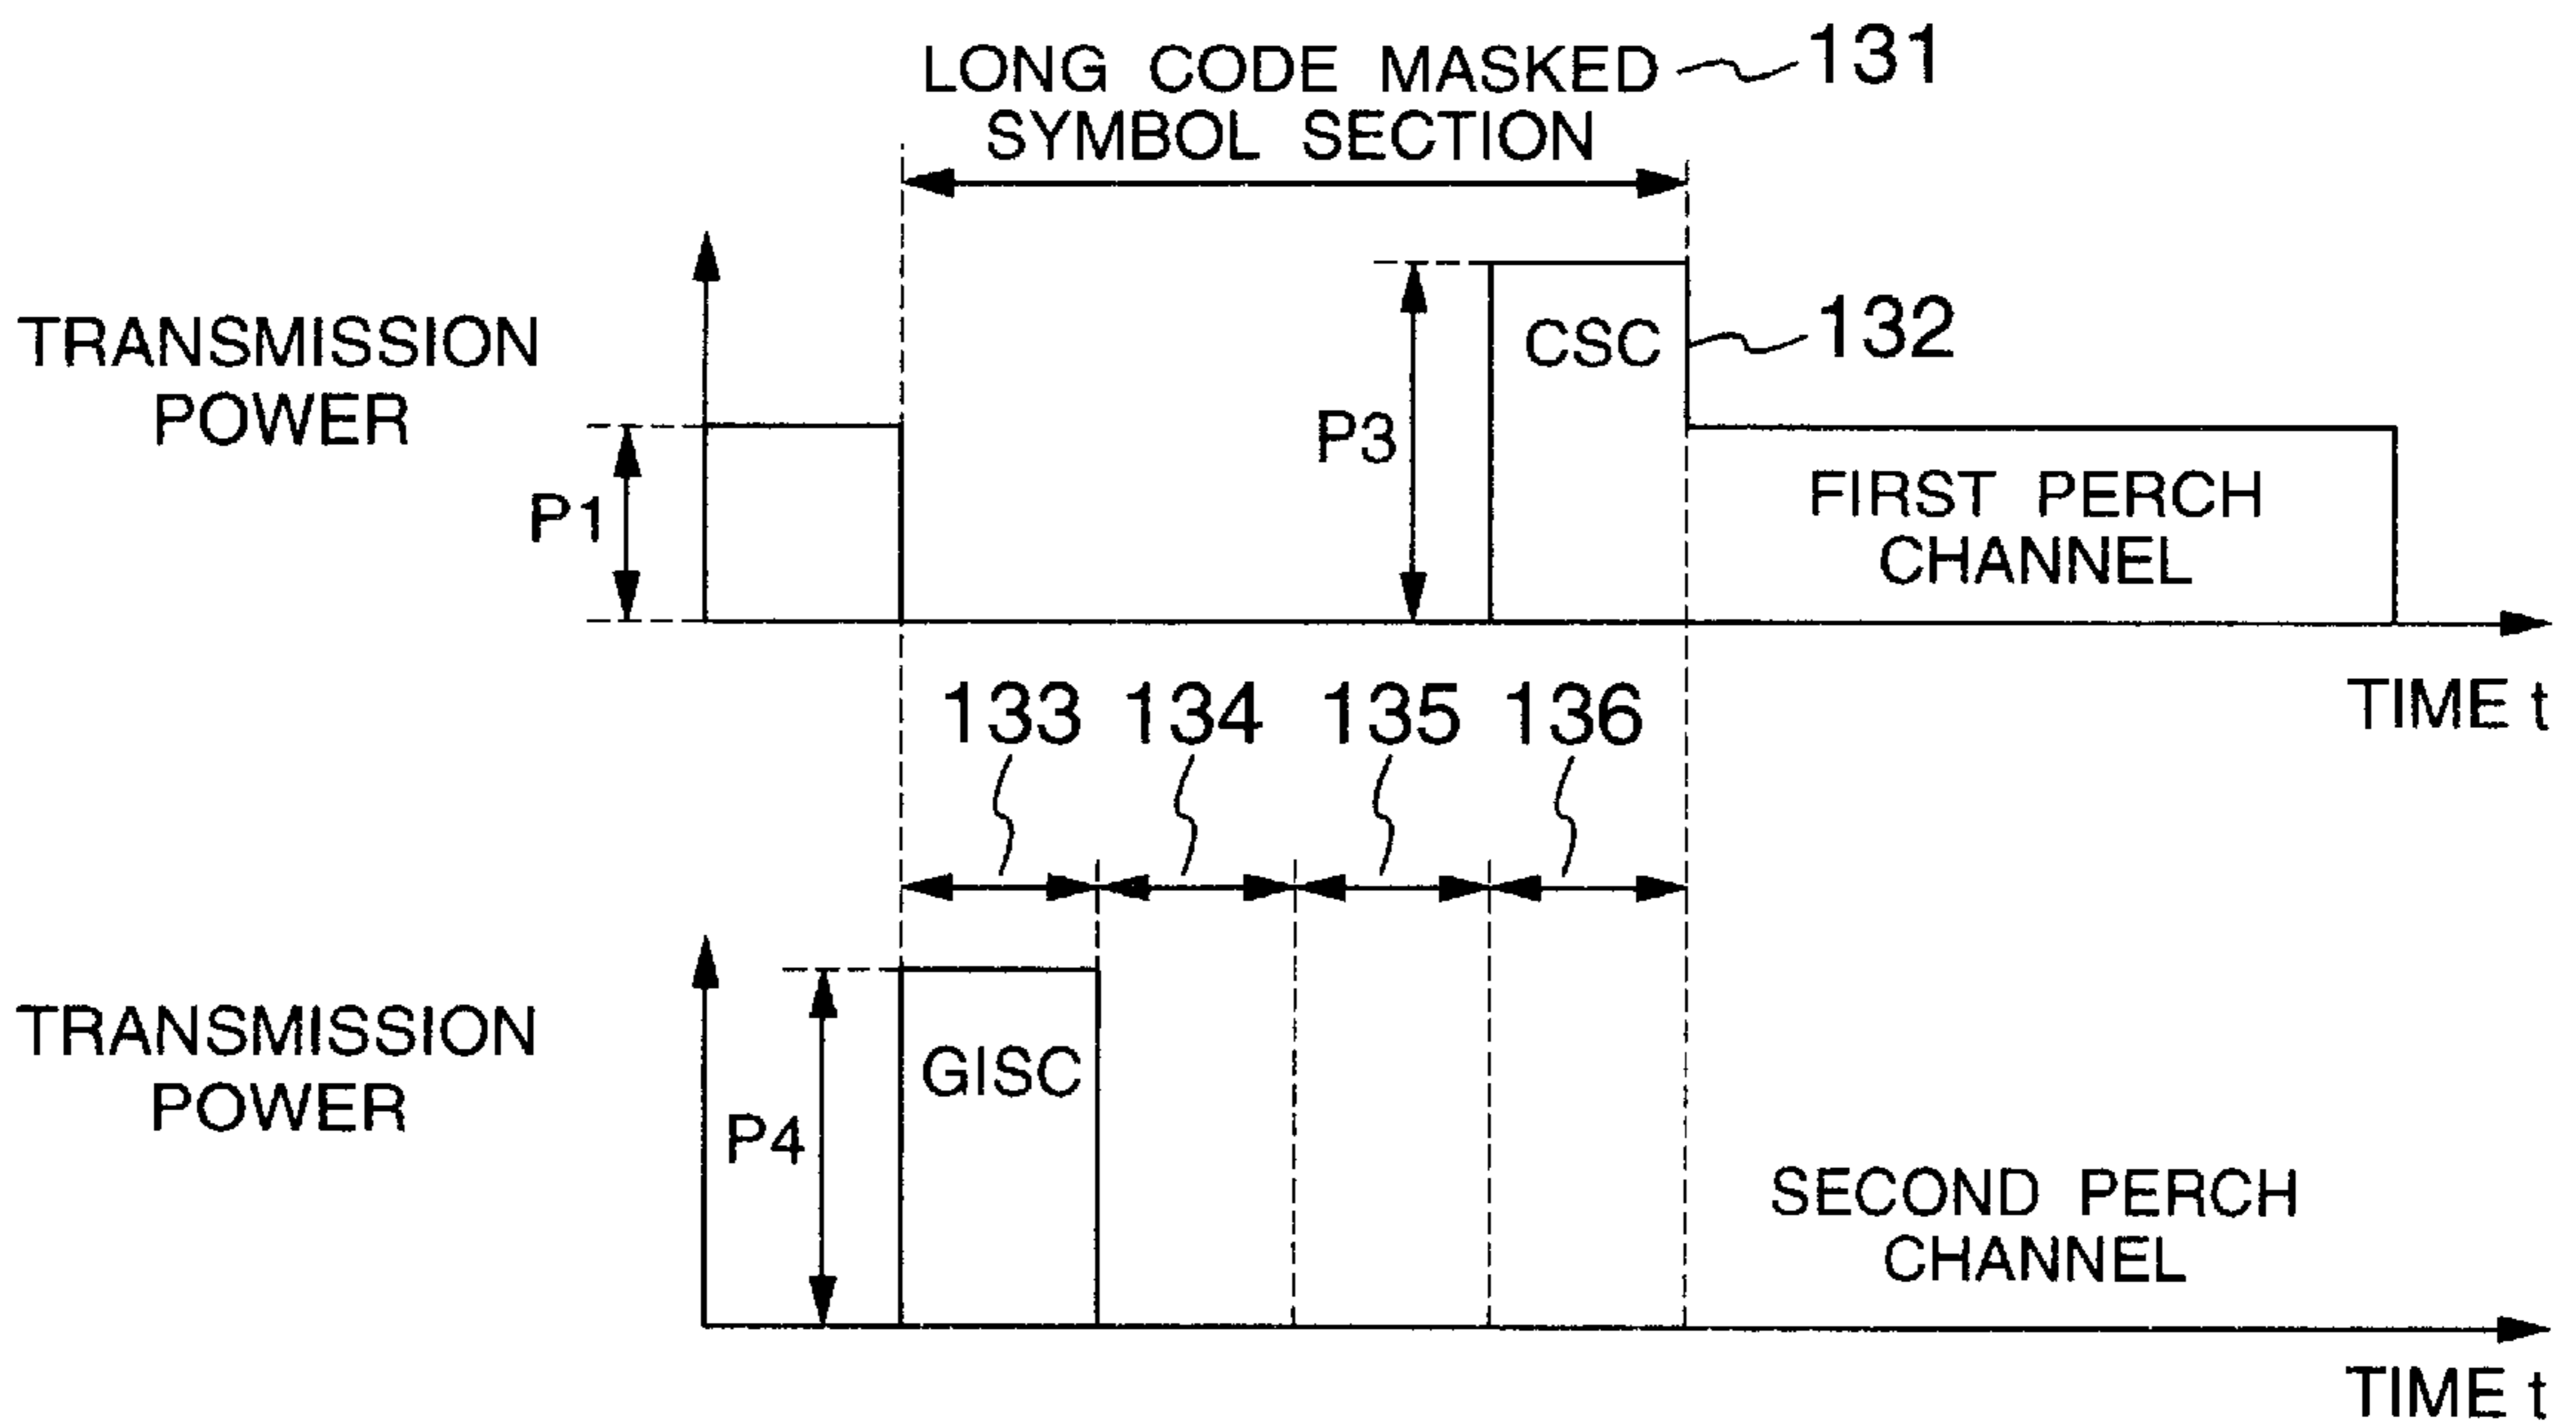 LONG CODE MASKED 131
SYMBOL SECTION
TRANSMISSION
POWER
P1
P3
CSC
132
FIRST PERCH
CHANNEL
TIME t
133 134 135 136
TRANSMISSION
POWER
P4
GISC
SECOND PERCH
CHANNEL
TIME t